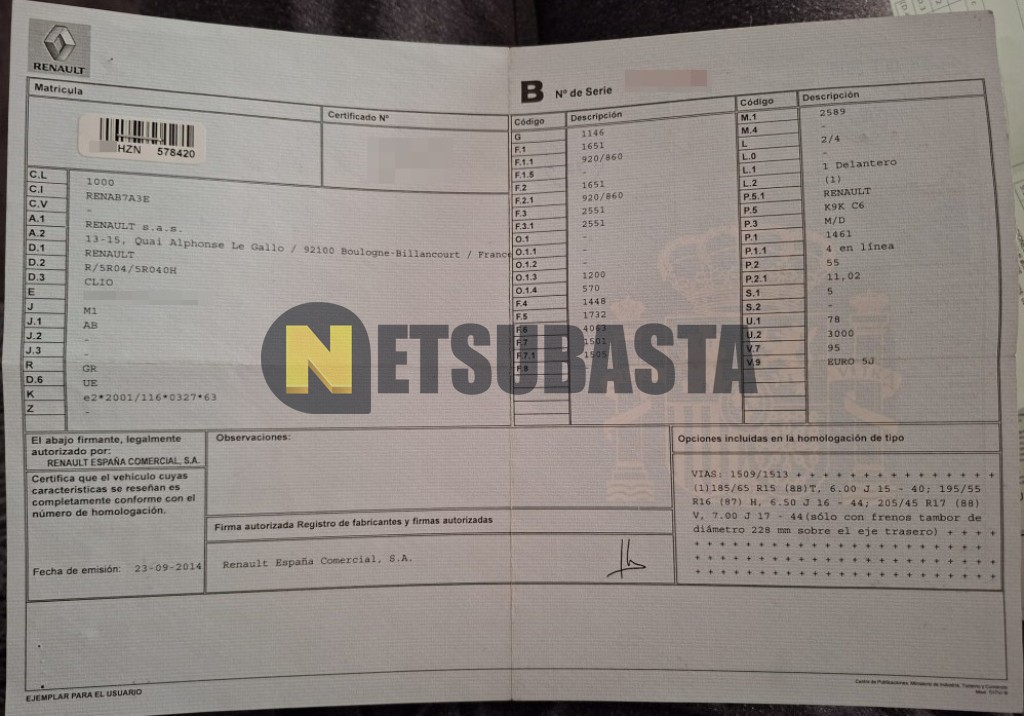 RENAULT
Matrícula
HZN 578420
Certificado Nº
B Nº de Serie
C.L 1000
C.I RENAB7A3E
C.V -
A.1 RENAULT s.a.s.
A.2 13-15, Quai Alphonse Le Gallo / 92100 Boulogne-Billancourt / France
D.1 RENAULT
D.2 R/5R04/5R040H
D.3 CLIO
E
J M1
J.1 AB
J.2 -
J.3 -
R GR
D.6 UE
K e2*2001/116*0327*63
Z -
Código Descripción
G 1146
F.1 1651
F.1.1 920/860
F.1.5 -
F.2 1651
F.2.1 920/860
F.3 2551
F.3.1 2551
O.1 -
O.1.1 -
O.1.2 -
O.1.3 1200
O.1.4 570
F.4 1448
F.5 1732
F.6 4063
F.7 1501
F.7.1 1505
F.8
Código Descripción
M.1 2589
M.4 -
L 2/4
L.0 -
L.1 1 Delantero
L.2 (1)
P.5.1 RENAULT
P.5 K9K C6
P.3 M/D
P.1 1461
P.1.1 4 en línea
P.2 55
P.2.1 11,02
S.1 5
S.2 -
U.1 78
U.2 3000
V.7 95
V.9 EURO 5J
NETSUBASTA
El abajo firmante, legalmente
autorizado por:
RENAULT ESPAÑA COMERCIAL, S.A.
Certifica que el vehículo cuyas
características se reseñan es
completamente conforme con el
número de homologación.
Fecha de emisión: 23-09-2014
Observaciones:
Firma autorizada Registro de fabricantes y firmas autorizadas
Renault España Comercial, S.A.
Opciones incluidas en la homologación de tipo
VIAS: 1509/1513 + + + + + + + + + + + + + + +
(1)185/65 R15 (88)T, 6.00 J 15 - 40; 195/55
R16 (87) H, 6.50 J 16 - 44; 205/45 R17 (88)
V, 7.00 J 17 - 44(sólo con frenos tambor de
diámetro 228 mm sobre el eje trasero) + + + +
+ + + + + + + + + + + + + + + + + + + +
+ + + + + + + + + + + + + + + + + + + +
+ + + + + + + + + + + + + + + + + + + +
EJEMPLAR PARA EL USUARIO
Centro de Publicaciones. Ministerio de Industria, Turismo y Comercio